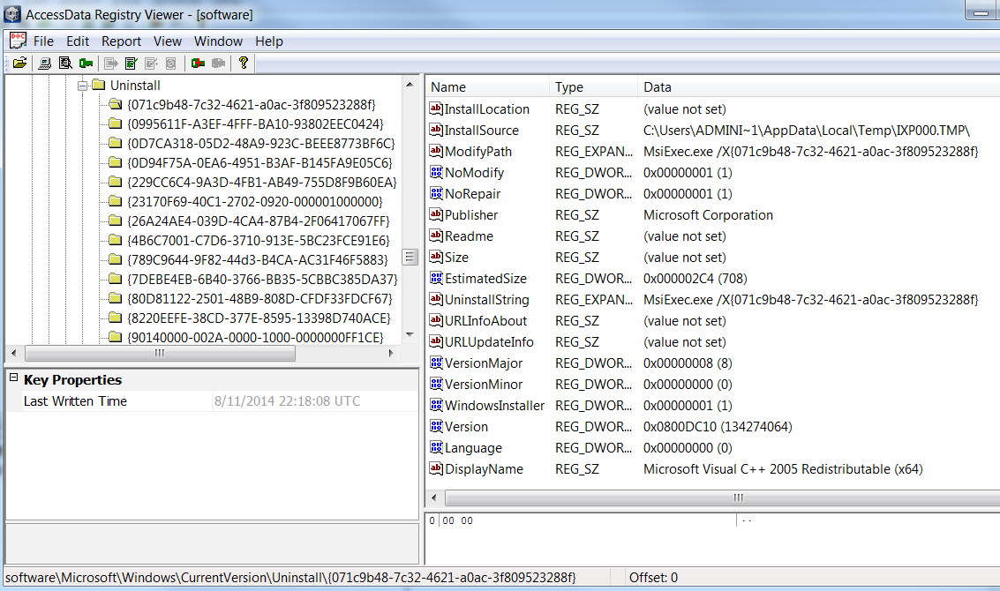 AccessData Registry Viewer - [software]
File Edit Report View Window Help
Uninstall
{071c9b48-7c32-4621-a0ac-3f809523288f}
{0995611F-A3EF-4FFF-BA10-93802EEC0424}
{0D7CA318-05D2-48A9-923C-BEEE8773BF6C}
{0D94F75A-0EA6-4951-B3AF-B145FA9E05C6}
{229CC6C4-9A3D-4FB1-AB49-755D8F9B60EA}
{23170F69-40C1-2702-0920-000001000000}
{26A24AE4-039D-4CA4-87B4-2F06417067FF}
{4B6C7001-C7D6-3710-913E-5BC23FCE91E6}
{789C9644-9F82-44d3-B4CA-AC31F46F5883}
{7DEBE4EB-6B40-3766-BB35-5CBBC385DA37}
{80D81122-2501-48B9-808D-CFDF33FDCF67}
{8220EEFE-38CD-377E-8595-13398D740ACE}
{90140000-002A-0000-1000-0000000FF1CE}
Key Properties
Last Written Time 8/11/2014 22:18:08 UTC
Name Type Data
InstallLocation REG_SZ (value not set)
InstallSource REG_SZ C:\Users\ADMINI~1\AppData\Local\Temp\IXP000.TMP\
ModifyPath REG_EXPAN... MsiExec.exe /X{071c9b48-7c32-4621-a0ac-3f809523288f}
NoModify REG_DWOR... 0x00000001 (1)
NoRepair REG_DWOR... 0x00000001 (1)
Publisher REG_SZ Microsoft Corporation
Readme REG_SZ (value not set)
Size REG_SZ (value not set)
EstimatedSize REG_DWOR... 0x000002C4 (708)
UninstallString REG_EXPAN... MsiExec.exe /X{071c9b48-7c32-4621-a0ac-3f809523288f}
URLInfoAbout REG_SZ (value not set)
URLUpdateInfo REG_SZ (value not set)
VersionMajor REG_DWOR... 0x00000008 (8)
VersionMinor REG_DWOR... 0x00000000 (0)
WindowsInstaller REG_DWOR... 0x00000001 (1)
Version REG_DWOR... 0x0800DC10 (134274064)
Language REG_DWOR... 0x00000000 (0)
DisplayName REG_SZ Microsoft Visual C++ 2005 Redistributable (x64)
0 00 00 ..
software\Microsoft\Windows\CurrentVersion\Uninstall\{071c9b48-7c32-4621-a0ac-3f809523288f} Offset: 0